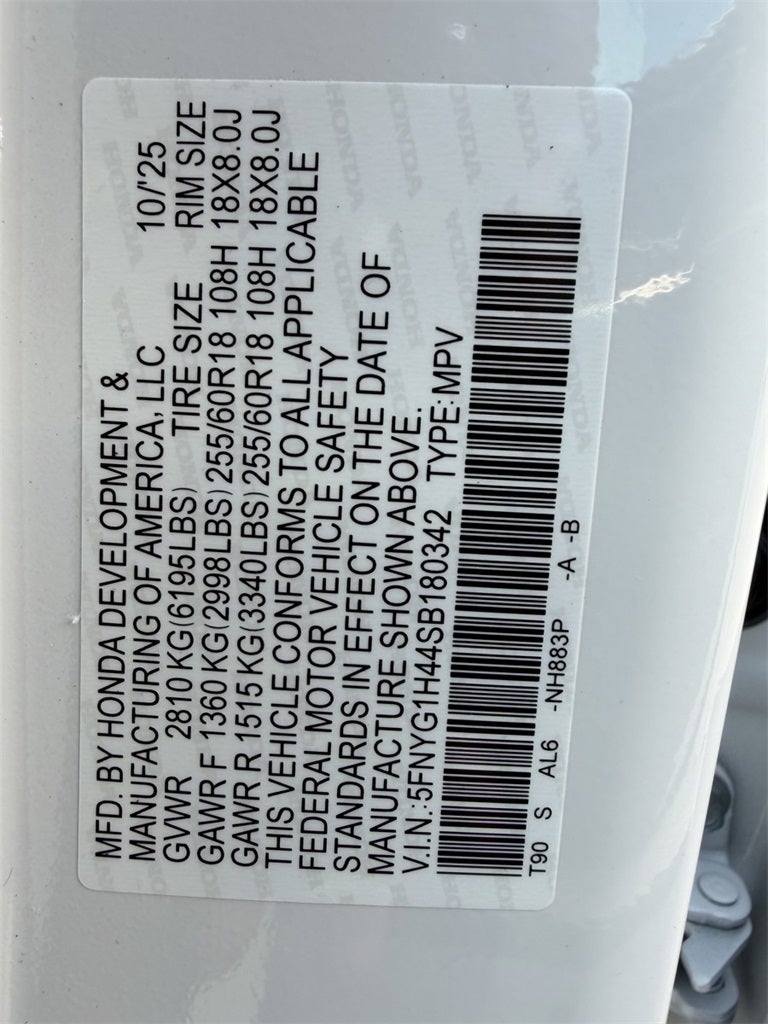 MFD. BY HONDA DEVELOPMENT &
MANUFACTURING OF AMERICA, LLC 10/'25
GVWR 2810 KG(6195LBS) TIRE SIZE RIM SIZE
GAWR F 1360 KG(2998LBS) 255/60R18 108H 18X8.0J
GAWR R 1515 KG(3340LBS) 255/60R18 108H 18X8.0J
THIS VEHICLE CONFORMS TO ALL APPLICABLE
FEDERAL MOTOR VEHICLE SAFETY
STANDARDS IN EFFECT ON THE DATE OF
MANUFACTURE SHOWN ABOVE.
V.I.N.:5FNYG1H44SB180342 TYPE:MPV
T90 S AL6 -NH883P -A -B